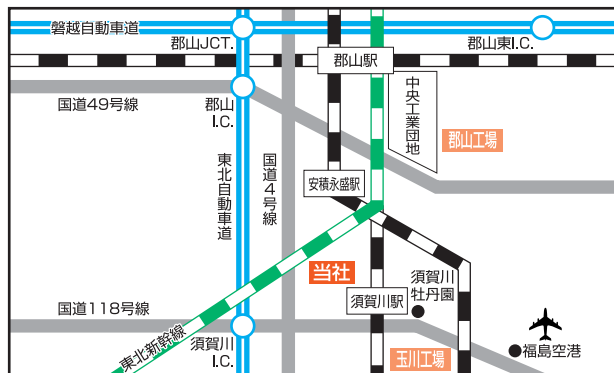 磐越自動車道
郡山JCT.
郡山東I.C.
郡山駅
国道49号線
郡山
I.C.
中央工業団地
郡山工場
東北自動車道
国道4号線
安積永盛駅
当社
須賀川
牡丹園
国道118号線
須賀川駅
東北新幹線
須賀川
I.C.
玉川工場
福島空港